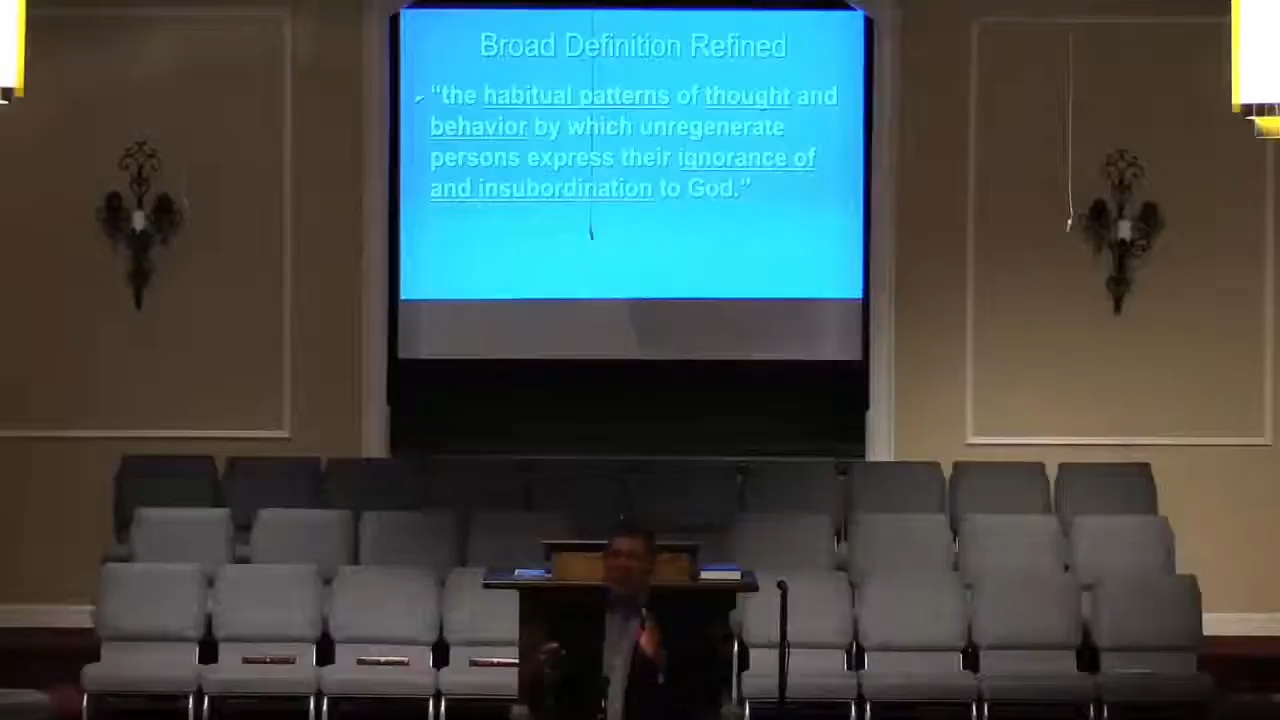 Broad Definition Refined
“the habitual patterns of thought and
behavior by which unregenerate
persons express their ignorance of
and insubordination to God.”